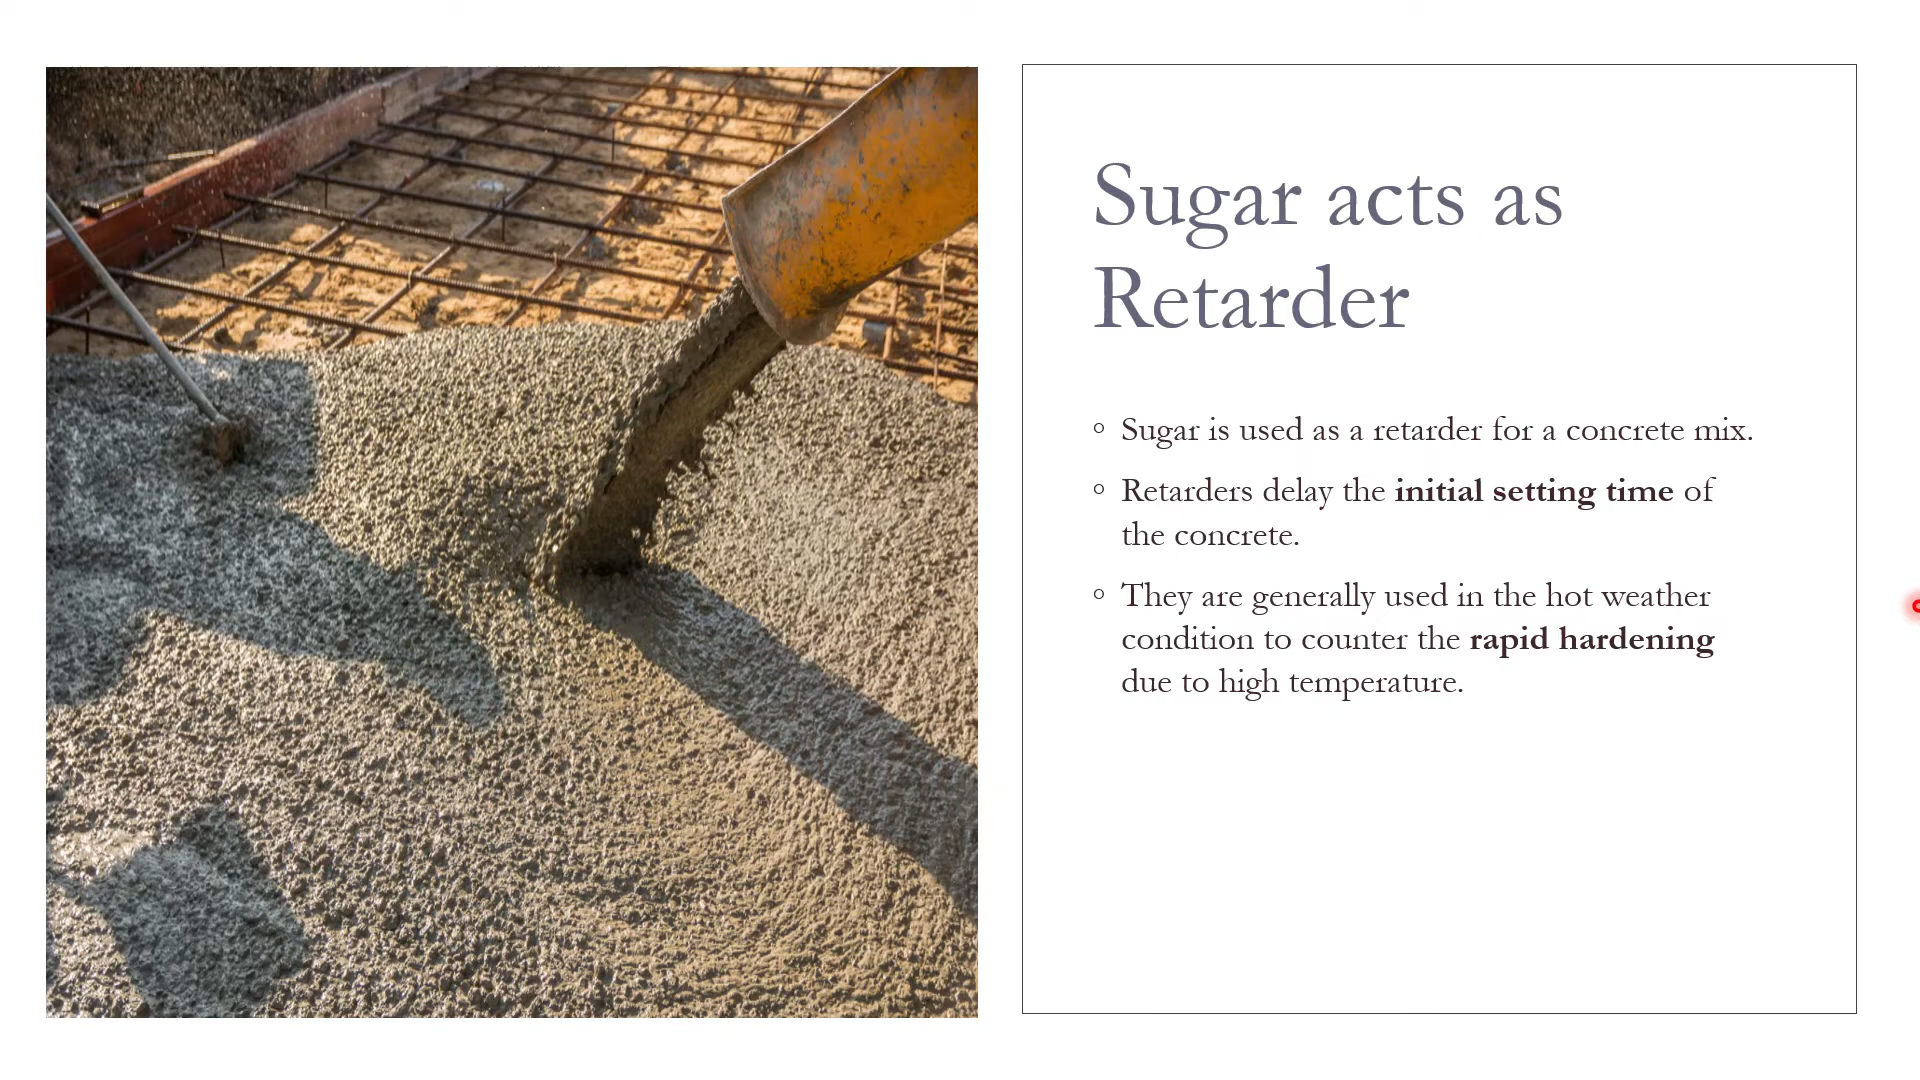 Sugar acts as
Retarder
Sugar is used as a retarder for a concrete mix.
Retarders delay the initial setting time of
the concrete.
They are generally used in the hot weather
condition to counter the rapid hardening
due to high temperature.